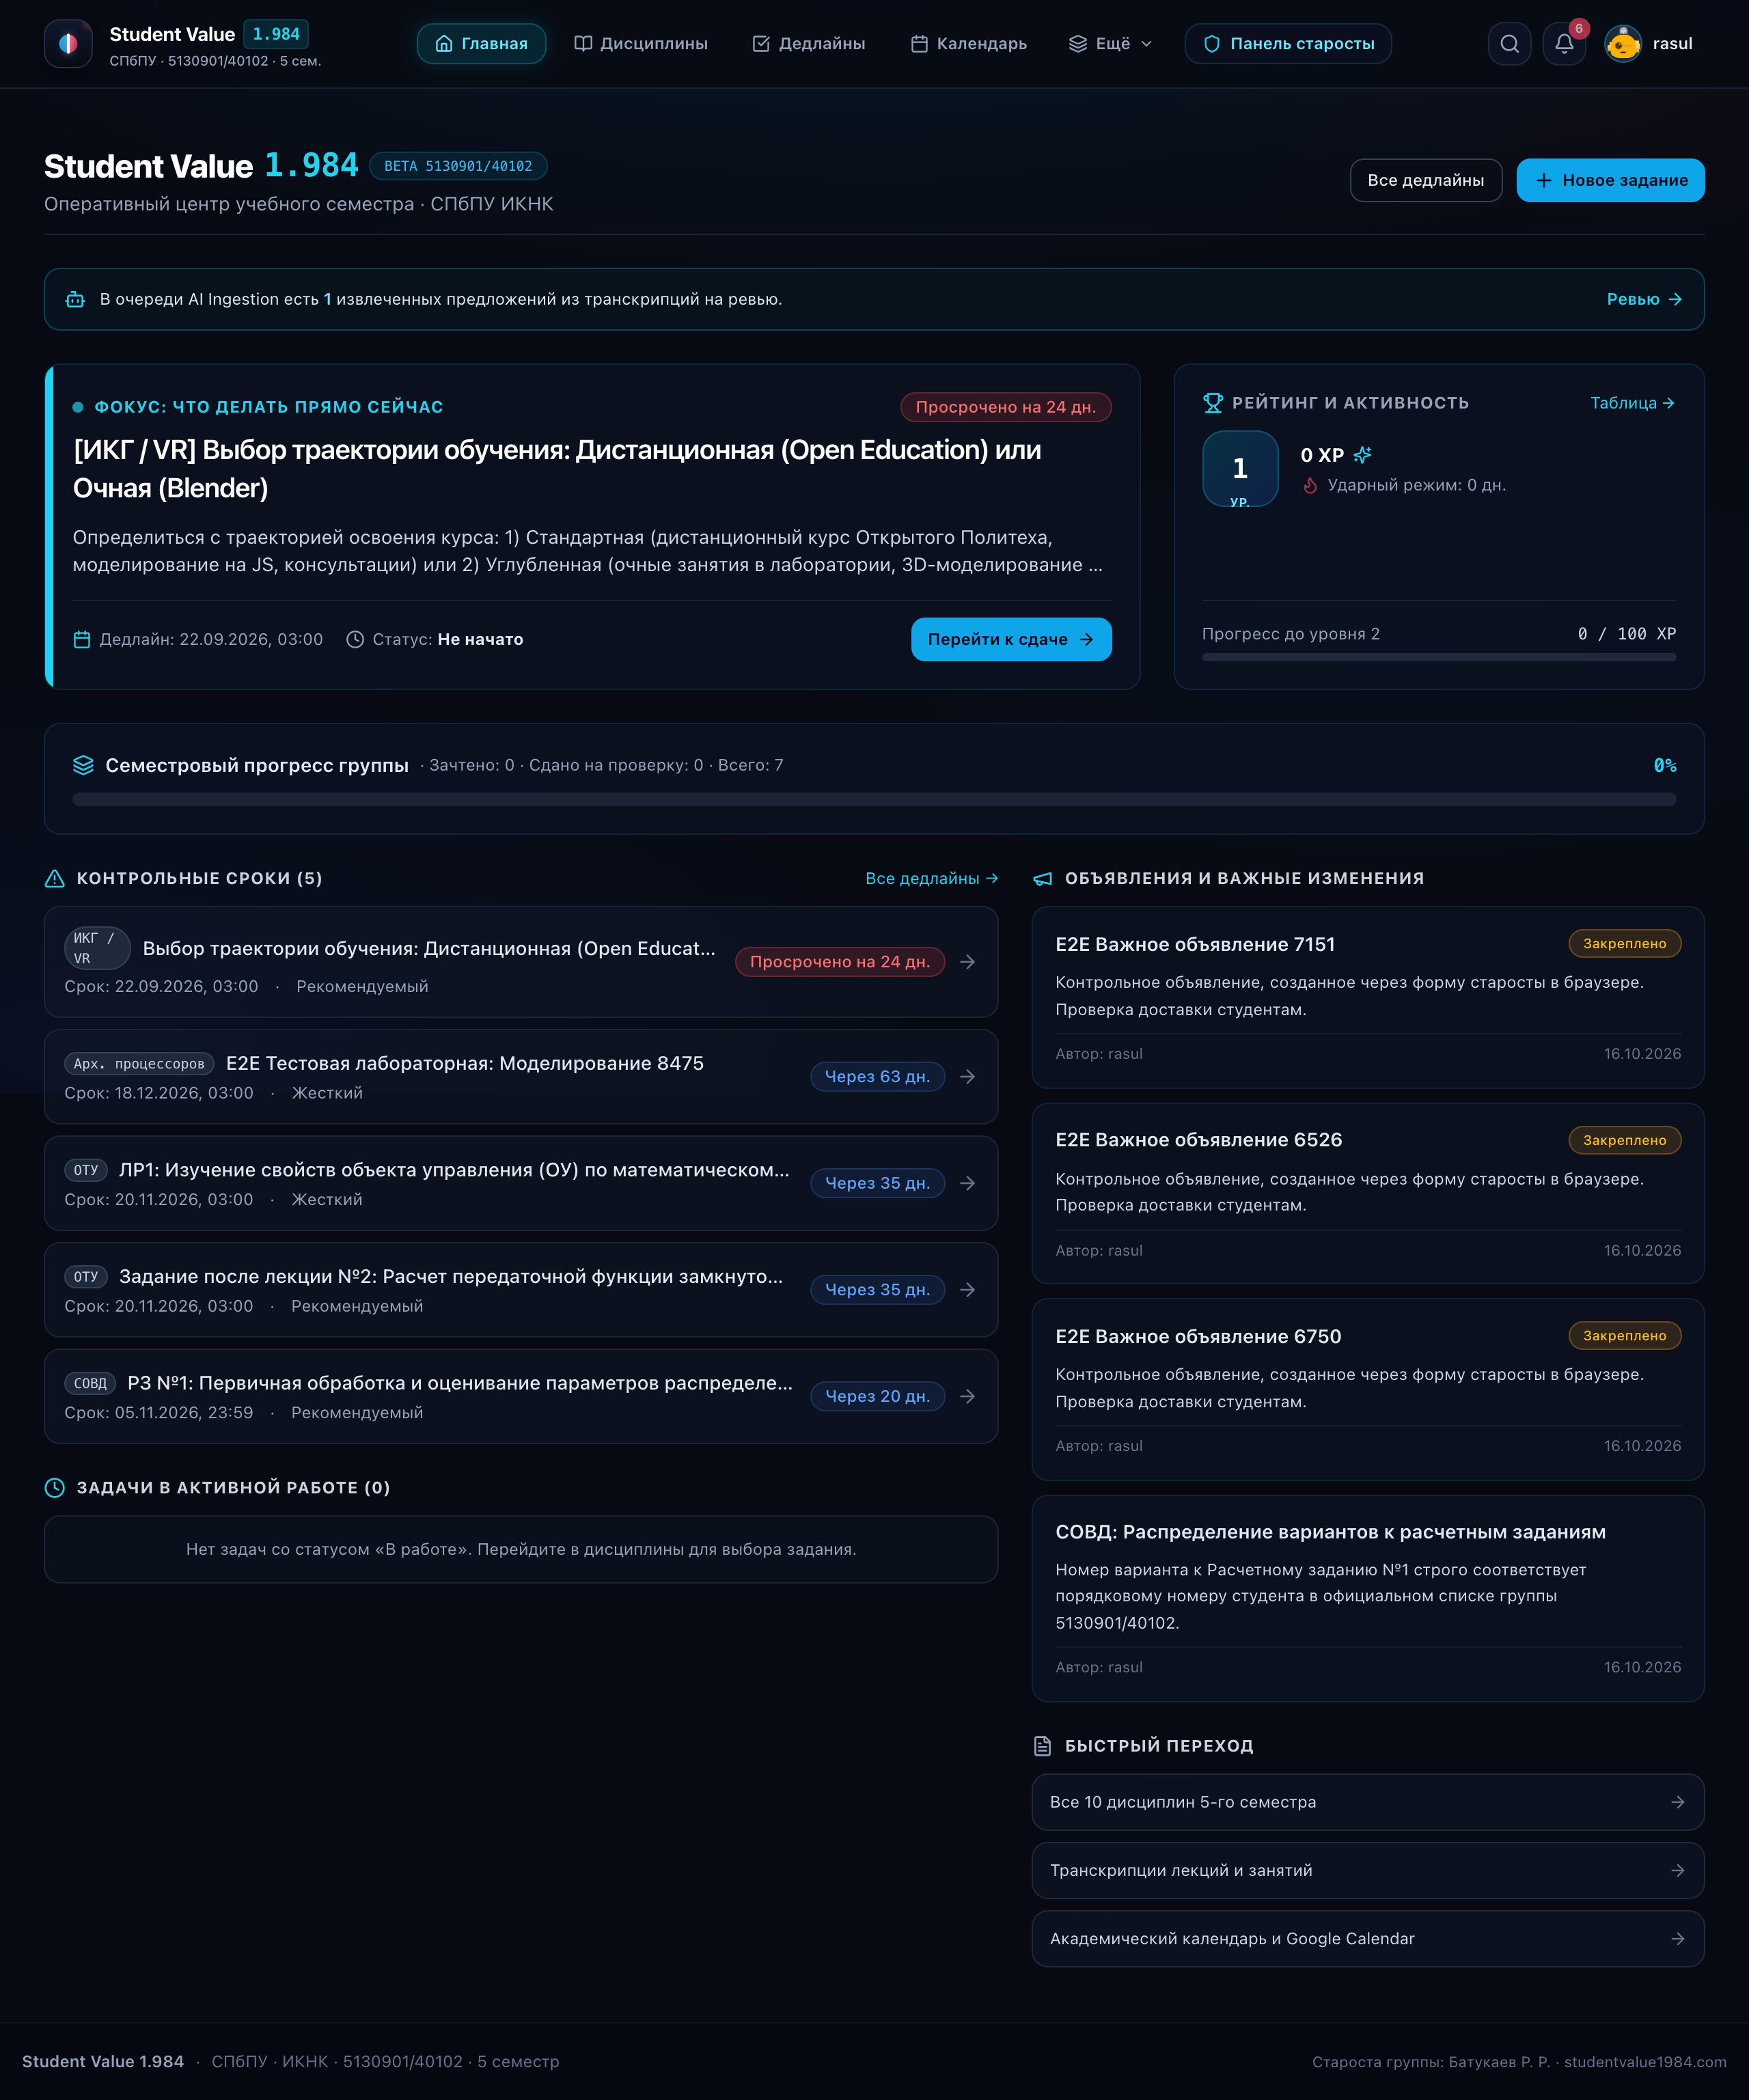 Student Value 1.984
СПбПУ · 5130901/40102 · 5 сем.
Главная
Дисциплины
Дедлайны
Календарь
Ещё
Панель старосты
6
rasul
Student Value 1.984 BETA 5130901/40102
Оперативный центр учебного семестра · СПбПУ ИКНК
Все дедлайны
Новое задание
В очереди AI Ingestion есть 1 извлеченных предложений из транскрипций на ревью.
Ревью →
ФОКУС: ЧТО ДЕЛАТЬ ПРЯМО СЕЙЧАС
Просрочено на 24 дн.
[ИКГ / VR] Выбор траектории обучения: Дистанционная (Open Education) или
Очная (Blender)
Определиться с траекторией освоения курса: 1) Стандартная (дистанционный курс Открытого Политеха,
моделирование на JS, консультации) или 2) Углубленная (очные занятия в лаборатории, 3D-моделирование ...
Дедлайн: 22.09.2026, 03:00
Статус: Не начато
Перейти к сдаче →
РЕЙТИНГ И АКТИВНОСТЬ
Таблица →
1
УР.
0 XP
Ударный режим: 0 дн.
Прогресс до уровня 2
0 / 100 XP
Семестровый прогресс группы · Зачтено: 0 · Сдано на проверку: 0 · Всего: 7
0%
КОНТРОЛЬНЫЕ СРОКИ (5)
Все дедлайны →
ИКГ /
VR
Выбор траектории обучения: Дистанционная (Open Educat...
Срок: 22.09.2026, 03:00 · Рекомендуемый
Просрочено на 24 дн.
Арх. процессоров
E2E Тестовая лабораторная: Моделирование 8475
Срок: 18.12.2026, 03:00 · Жесткий
Через 63 дн.
ОТУ
ЛР1: Изучение свойств объекта управления (ОУ) по математическом...
Срок: 20.11.2026, 03:00 · Жесткий
Через 35 дн.
ОТУ
Задание после лекции №2: Расчет передаточной функции замкнуто...
Срок: 20.11.2026, 03:00 · Рекомендуемый
Через 35 дн.
СОВД
РЗ №1: Первичная обработка и оценивание параметров распределе...
Срок: 05.11.2026, 23:59 · Рекомендуемый
Через 20 дн.
ЗАДАЧИ В АКТИВНОЙ РАБОТЕ (0)
Нет задач со статусом «В работе». Перейдите в дисциплины для выбора задания.
ОБЪЯВЛЕНИЯ И ВАЖНЫЕ ИЗМЕНЕНИЯ
E2E Важное объявление 7151
Закреплено
Контрольное объявление, созданное через форму старосты в браузере.
Проверка доставки студентам.
Автор: rasul
16.10.2026
E2E Важное объявление 6526
Закреплено
Контрольное объявление, созданное через форму старосты в браузере.
Проверка доставки студентам.
Автор: rasul
16.10.2026
E2E Важное объявление 6750
Закреплено
Контрольное объявление, созданное через форму старосты в браузере.
Проверка доставки студентам.
Автор: rasul
16.10.2026
СОВД: Распределение вариантов к расчетным заданиям
Номер варианта к Расчетному заданию №1 строго соответствует
порядковому номеру студента в официальном списке группы
5130901/40102.
Автор: rasul
16.10.2026
БЫСТРЫЙ ПЕРЕХОД
Все 10 дисциплин 5-го семестра
Транскрипции лекций и занятий
Академический календарь и Google Calendar
Student Value 1.984 · СПбПУ · ИКНК · 5130901/40102 · 5 семестр
Староста группы: Батукаев Р. Р. · studentvalue1984.com